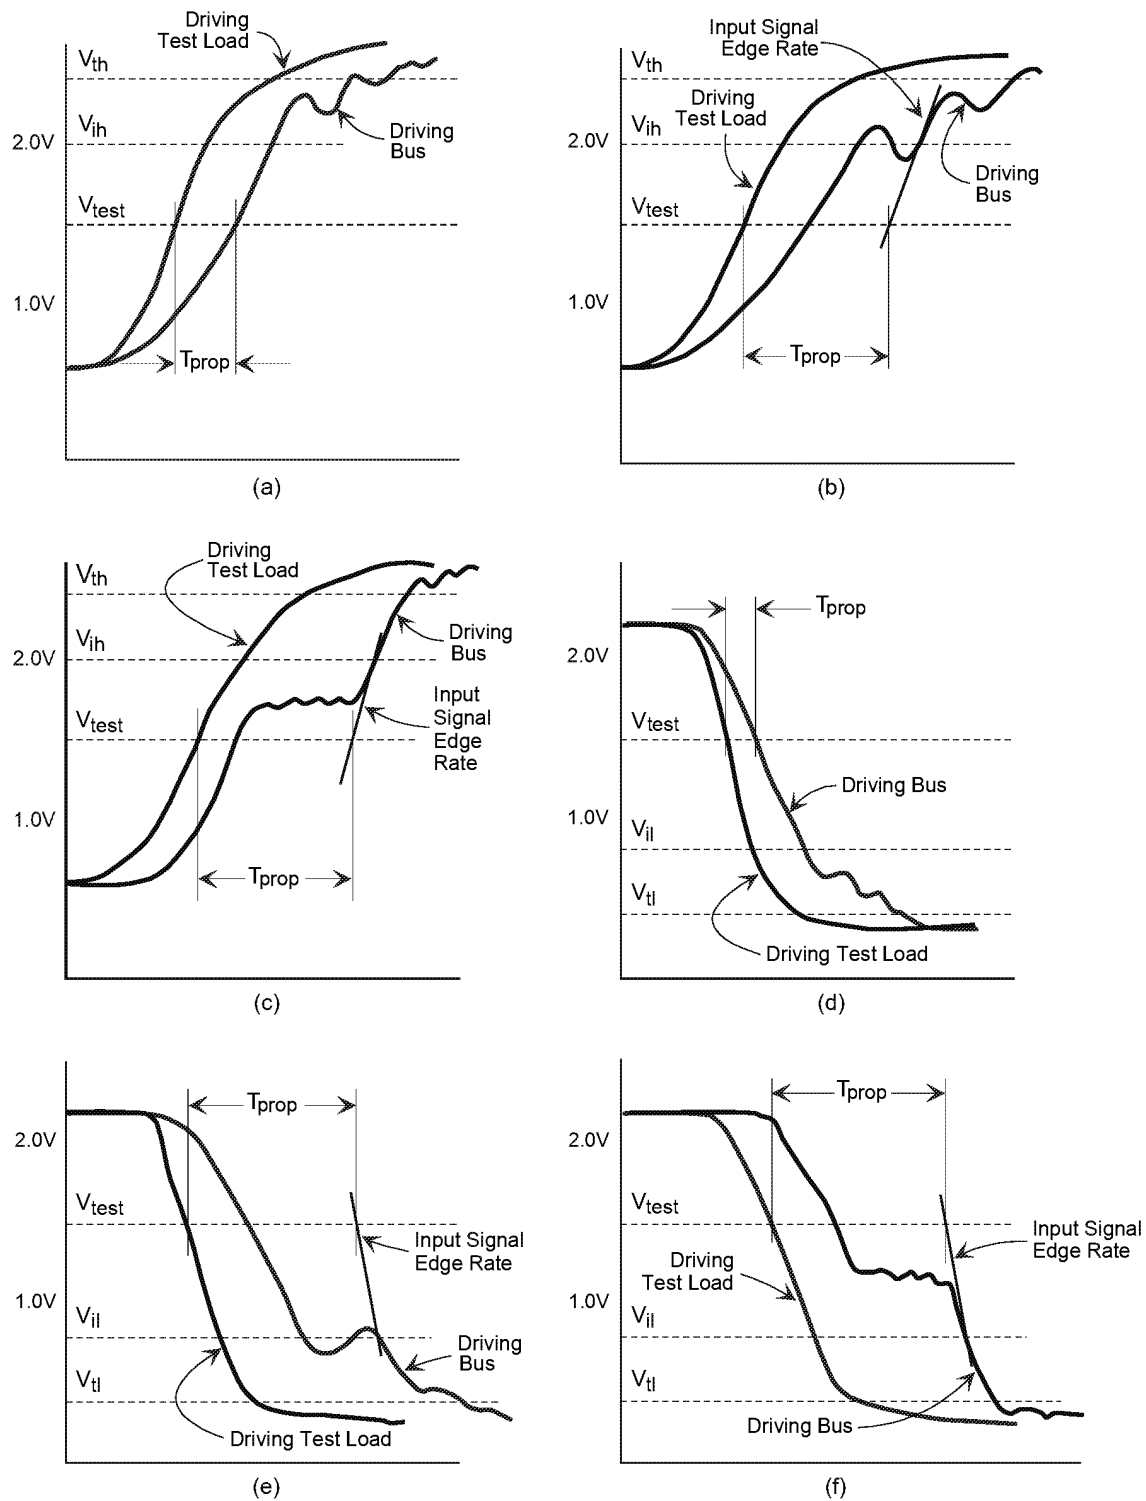 Driving
Test Load
Vth
Vih
2.0V
Driving
Bus
Vtest
1.0V
Tprop
(a)
Input Signal
Edge Rate
Vth
Driving
Test Load
Vih
2.0V
Driving
Bus
Vtest
1.0V
Tprop
(b)
Driving
Test Load
Vth
Vih
2.0V
Driving
Bus
Input
Signal
Edge
Rate
Vtest
1.0V
Tprop
(c)
Tprop
2.0V
Vtest
Driving Bus
1.0V
Vil
Vtl
Driving Test Load
(d)
Tprop
2.0V
Vtest
Input Signal
Edge Rate
1.0V
Vil
Driving
Bus
Vtl
Driving Test Load
(e)
Tprop
2.0V
Vtest
Input Signal
Edge Rate
Driving
Test Load
1.0V
Vil
Vtl
Driving Bus
(f)